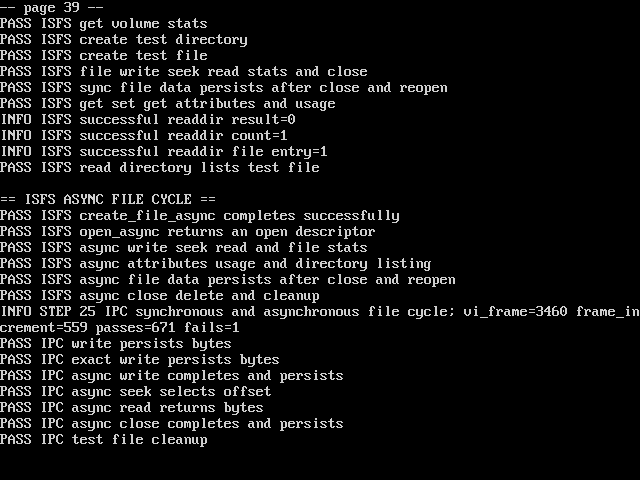 -- page 39 --
PASS ISFS get volume stats
PASS ISFS create test directory
PASS ISFS create test file
PASS ISFS file write seek read stats and close
PASS ISFS sync file data persists after close and reopen
PASS ISFS get set get attributes and usage
INFO ISFS successful readdir result=0
INFO ISFS successful readdir count=1
INFO ISFS successful readdir file entry=1
PASS ISFS read directory lists test file

== ISFS ASYNC FILE CYCLE ==
PASS ISFS create_file_async completes successfully
PASS ISFS open_async returns an open descriptor
PASS ISFS async write seek read and file stats
PASS ISFS async attributes usage and directory listing
PASS ISFS async file data persists after close and reopen
PASS ISFS async close delete and cleanup
INFO STEP 25 IPC synchronous and asynchronous file cycle; vi_frame=3460 frame_in
crement=559 passes=671 fails=1
PASS IPC write persists bytes
PASS IPC exact write persists bytes
PASS IPC async write completes and persists
PASS IPC async seek selects offset
PASS IPC async read returns bytes
PASS IPC async close completes and persists
PASS IPC test file cleanup